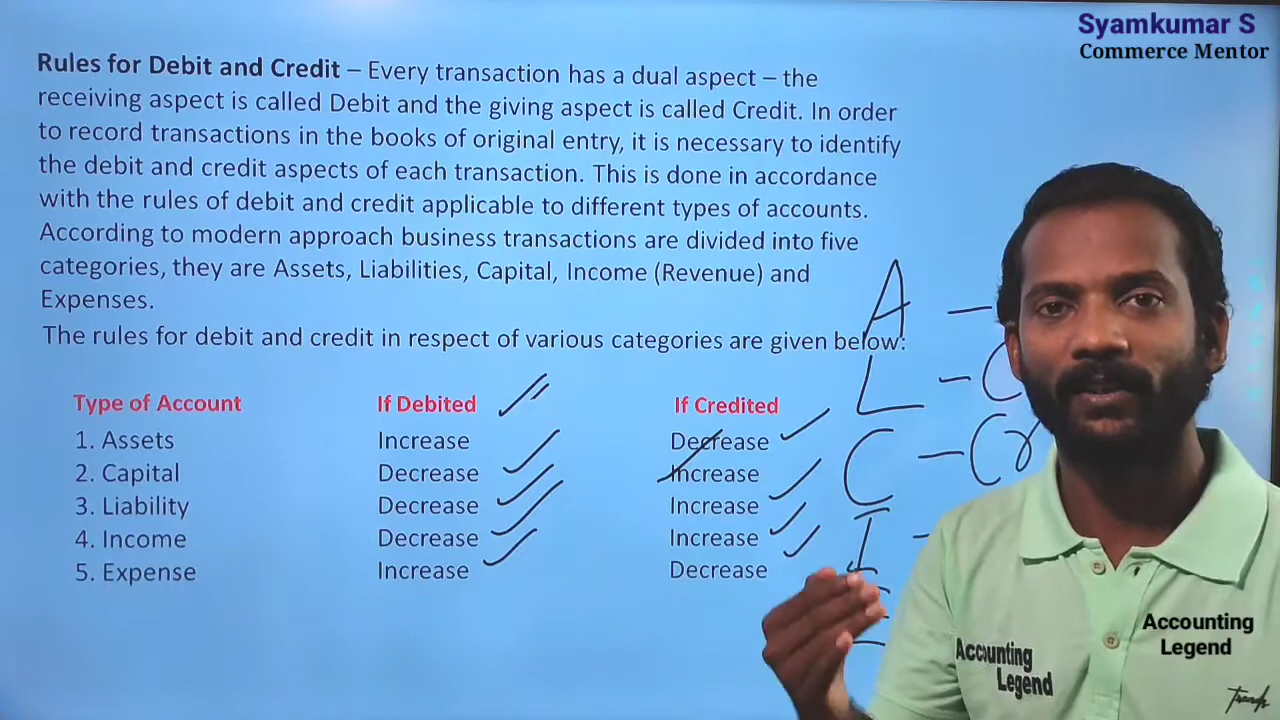 Syamkumar S
Commerce Mentor
Rules for Debit and Credit – Every transaction has a dual aspect – the
receiving aspect is called Debit and the giving aspect is called Credit. In order
to record transactions in the books of original entry, it is necessary to identify
the debit and credit aspects of each transaction. This is done in accordance
with the rules of debit and credit applicable to different types of accounts.
According to modern approach business transactions are divided into five
categories, they are Assets, Liabilities, Capital, Income (Revenue) and
Expenses.
The rules for debit and credit in respect of various categories are given below:
Type of Account If Debited If Credited
1. Assets Increase Decrease
2. Capital Decrease Increase
3. Liability Decrease Increase
4. Income Decrease Increase
5. Expense Increase Decrease
A –
L – C
C – Cr
I –
Accounting
Legend
Accounting
Legend